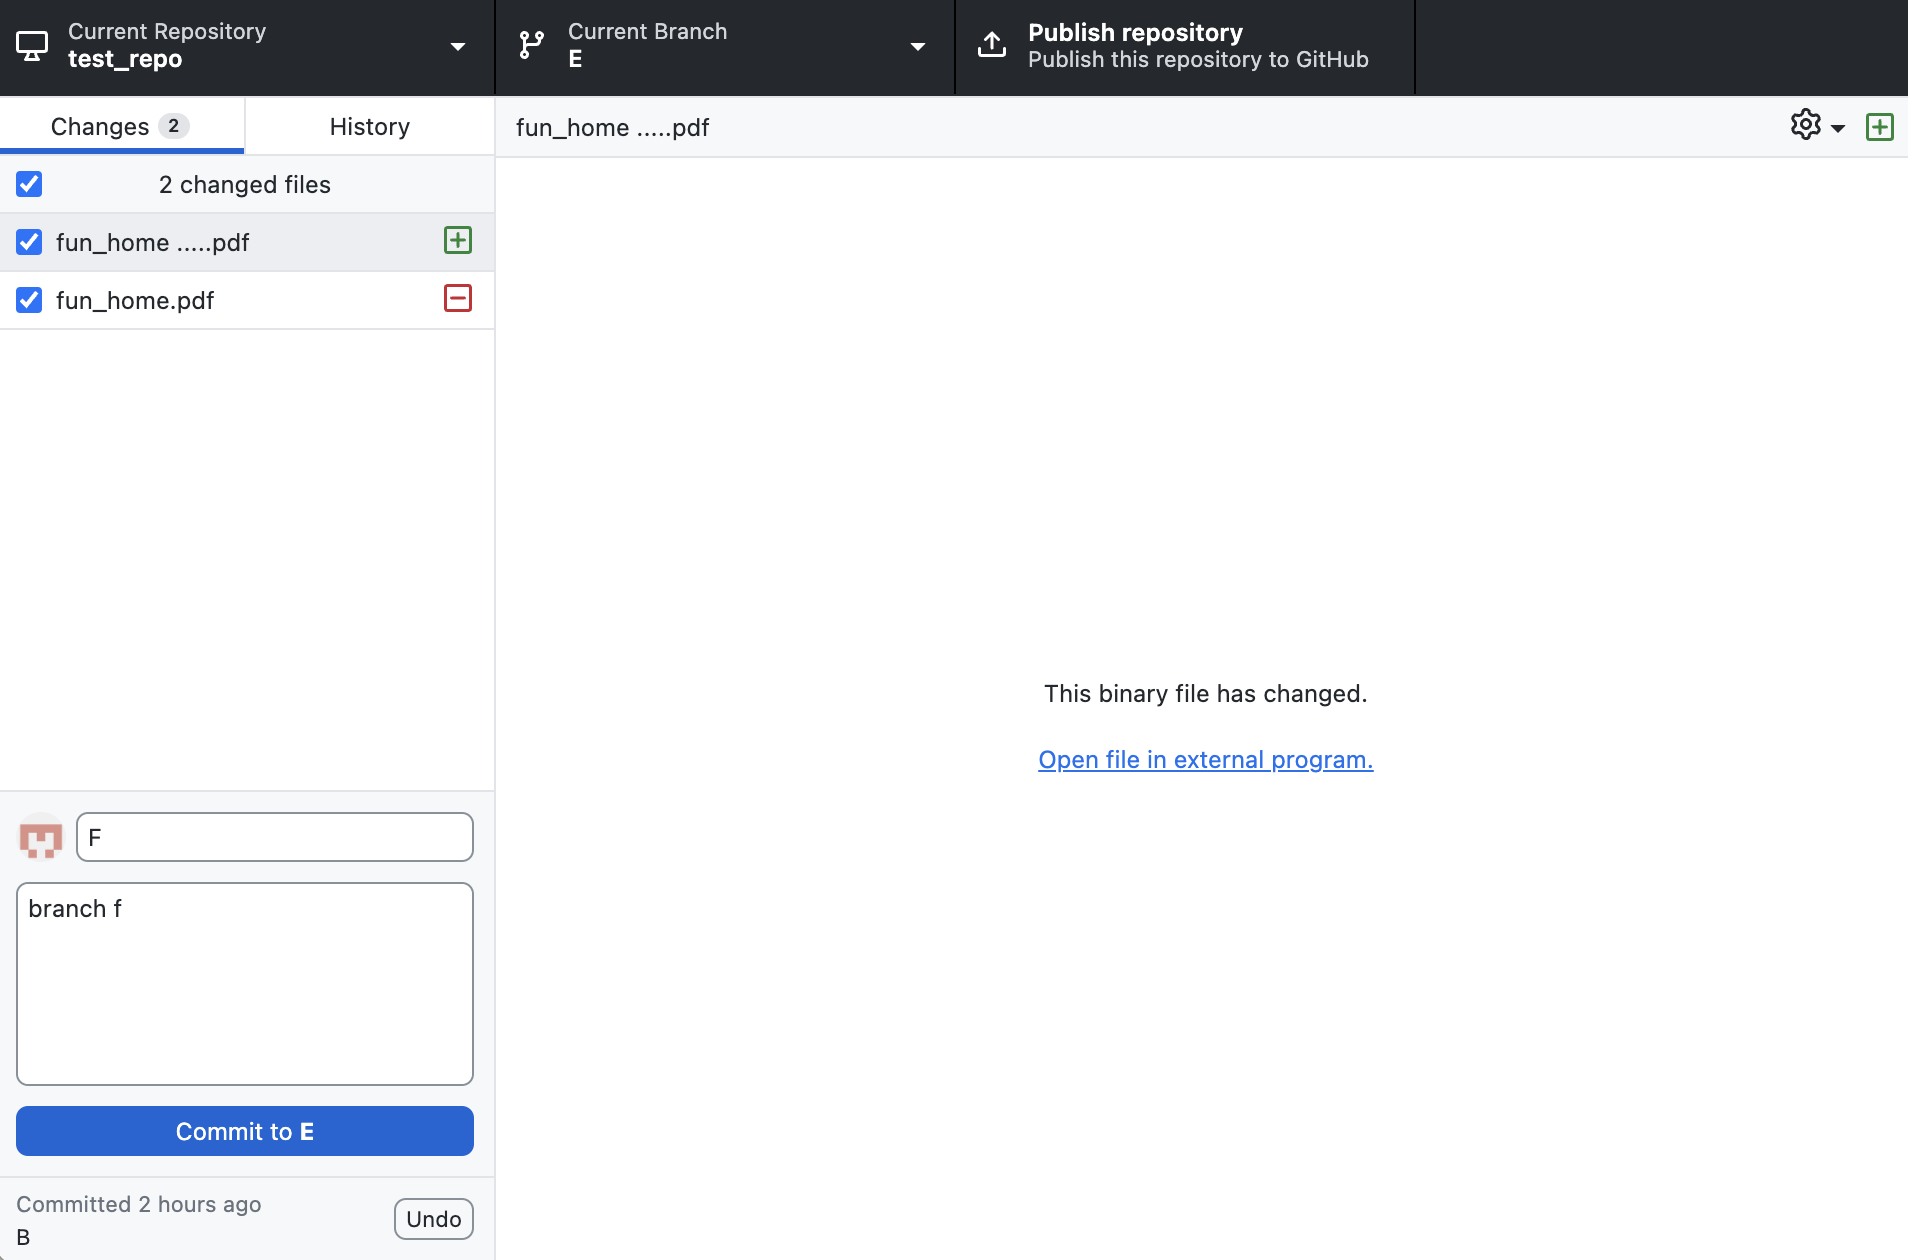 Current Repository
test_repo
Current Branch
E
Publish repository
Publish this repository to GitHub
Changes 2
History
2 changed files
fun_home .....pdf
fun_home.pdf
fun_home .....pdf
This binary file has changed.
Open file in external program.
F
branch f
Commit to E
Committed 2 hours ago
B
Undo